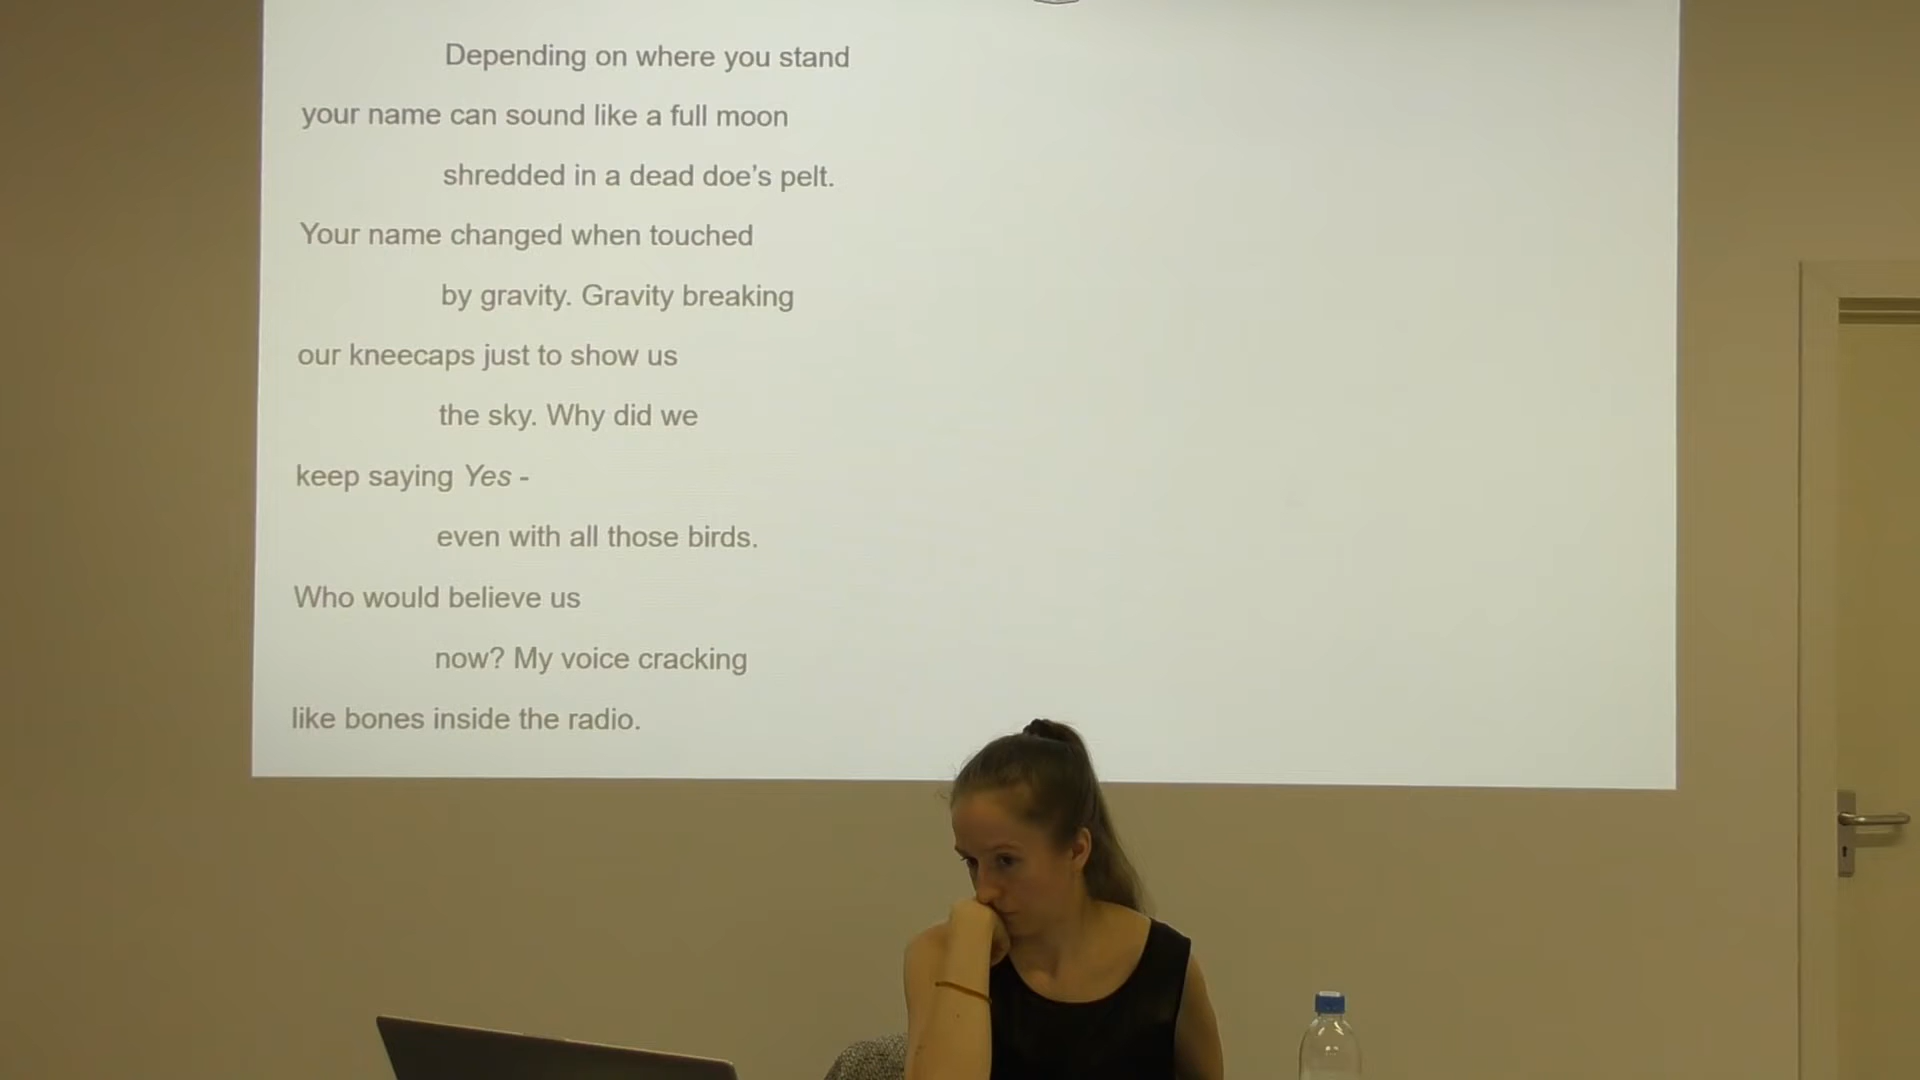 Depending on where you stand
your name can sound like a full moon
shredded in a dead doe’s pelt.
Your name changed when touched
by gravity. Gravity breaking
our kneecaps just to show us
the sky. Why did we
keep saying Yes -
even with all those birds.
Who would believe us
now? My voice cracking
like bones inside the radio.